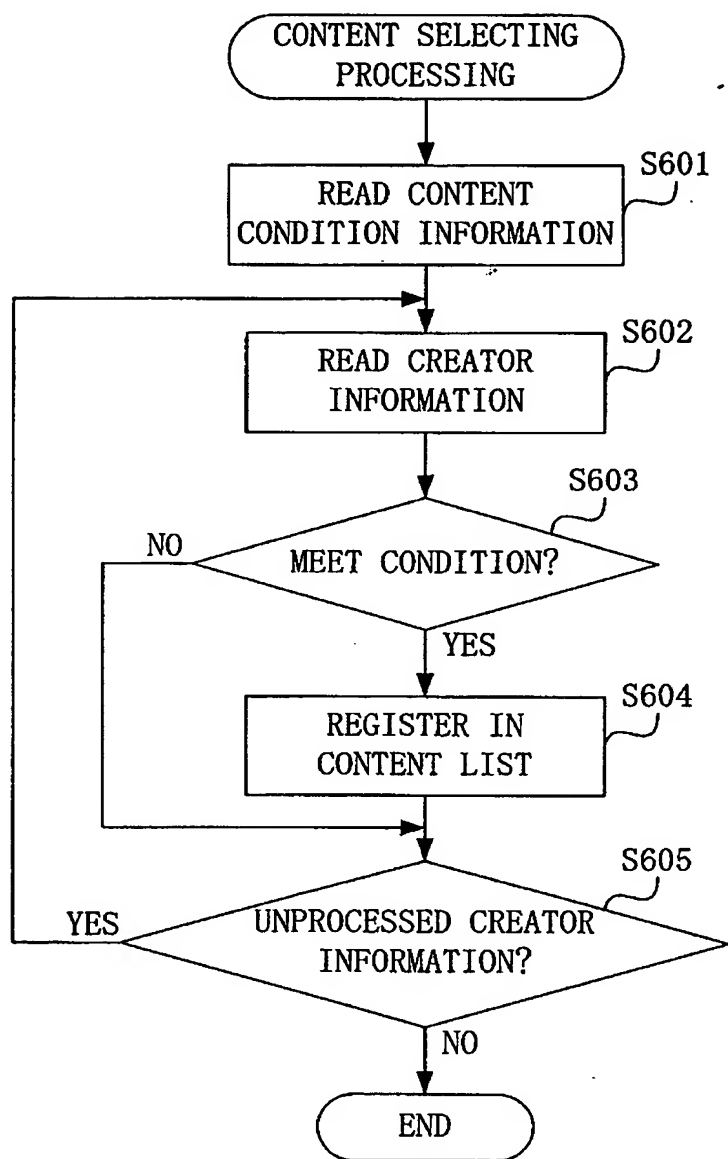 CONTENT SELECTING
PROCESSING
S601
READ CONTENT
CONDITION INFORMATION
S602
READ CREATOR
INFORMATION
S603
NO
MEET CONDITION?
YES
S604
REGISTER IN
CONTENT LIST
S605
YES
UNPROCESSED CREATOR
INFORMATION?
NO
END